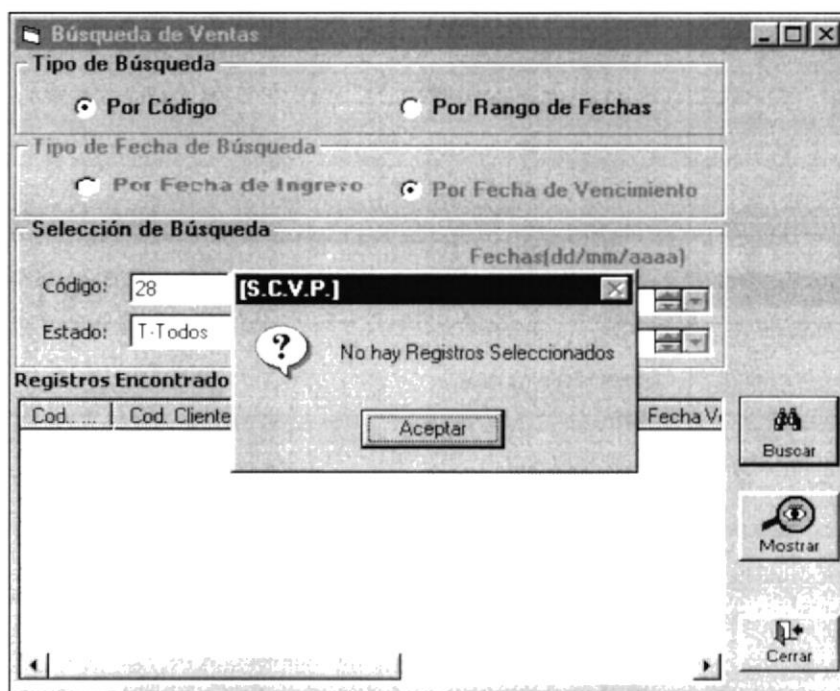 Búsqueda de Ventas
Tipo de Búsqueda
Por Código Por Rango de Fechas
Tipo de Fecha de Búsqueda
Por Fecha de Ingreso Por Fecha de Vencimiento
Selección de Búsqueda
Fechas(dd/mm/aaaa)
Código: 28
Estado: T-Todos
[S.C.V.P.]
?
No hay Registros Seleccionados
Aceptar
Registros Encontrado
Cod.. ... Cod. Cliente Fecha V
Buscar
Mostrar
Cerrar